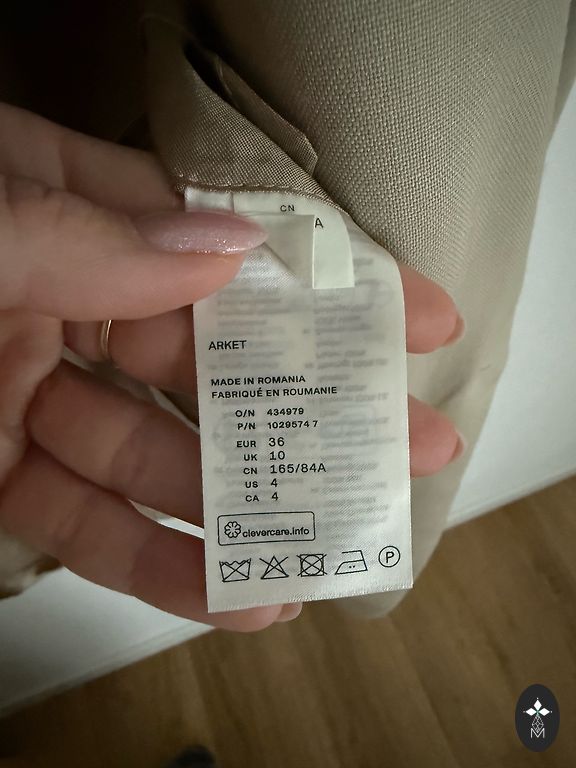 CN
A
ARKET
MADE IN ROMANIA
FABRIQUÉ EN ROUMANIE
O/N 434979
P/N 1029574 7
EUR 36
UK 10
CN 165/84A
US 4
CA 4
clevercare.info
P
M